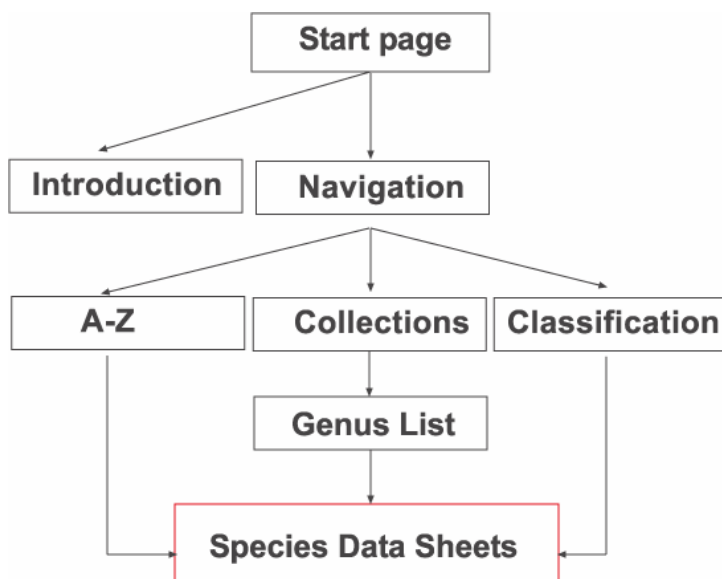 Start page
Introduction
Navigation
A-Z
Collections
Classification
Genus List
Species Data Sheets